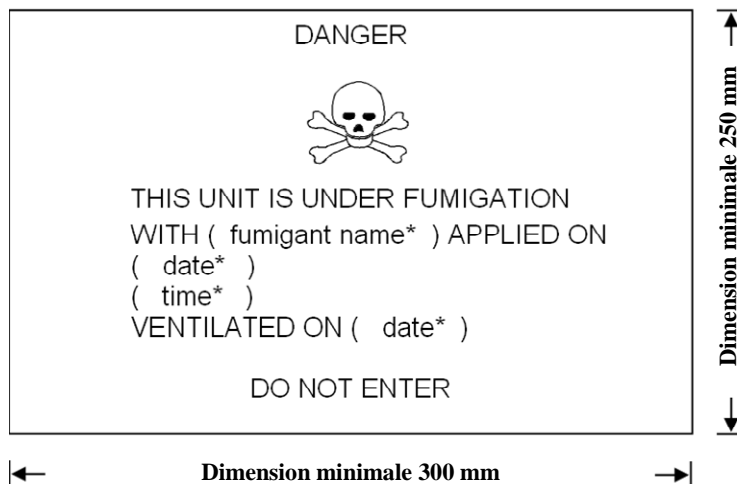 DANGER
THIS UNIT IS UNDER FUMIGATION
WITH ( fumigant name* ) APPLIED ON
( date* )
( time* )
VENTILATED ON ( date* )
DO NOT ENTER
Dimension minimale 250 mm
Dimension minimale 300 mm